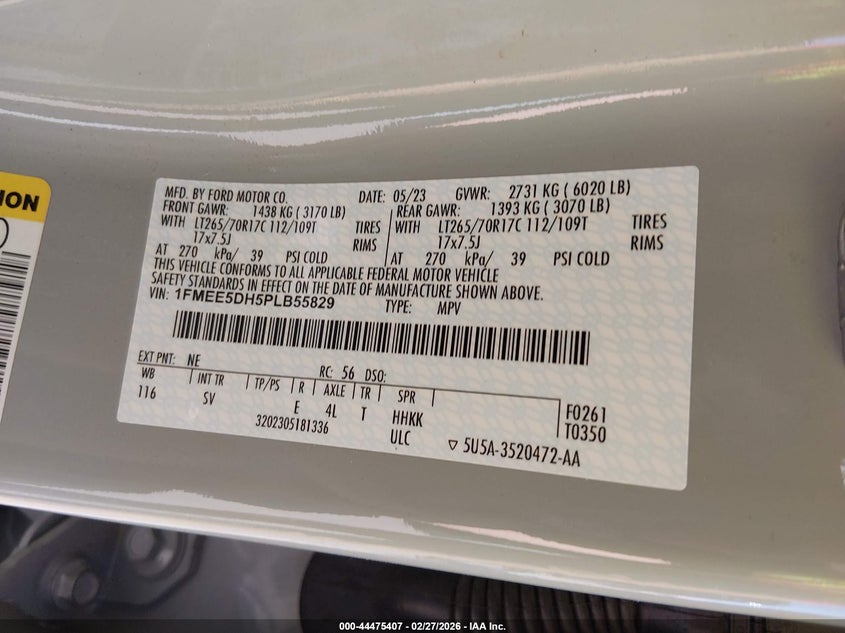 ION
MFD. BY FORD MOTOR CO. DATE: 05/23 GVWR: 2731 KG ( 6020 LB)
FRONT GAWR: 1438 KG ( 3170 LB) REAR GAWR: 1393 KG ( 3070 LB)
WITH LT265/70R17C 112/109T TIRES WITH LT265/70R17C 112/109T TIRES
17x7.5J RIMS 17x7.5J RIMS
AT 270 kPa/ 39 PSI COLD AT 270 kPa/ 39 PSI COLD
THIS VEHICLE CONFORMS TO ALL APPLICABLE FEDERAL MOTOR VEHICLE
SAFETY STANDARDS IN EFFECT ON THE DATE OF MANUFACTURE SHOWN ABOVE.
VIN: 1FMEE5DH5PLB55829 TYPE: MPV
EXT PNT: NE RC: 56 DSO:
WB INT TR TP/PS R AXLE TR SPR
116 SV E 4L T HHKK F0261
3202305181336 ULC T0350
▽ 5U5A-3520472-AA
000-44475407 - 02/27/2026 - IAA Inc.